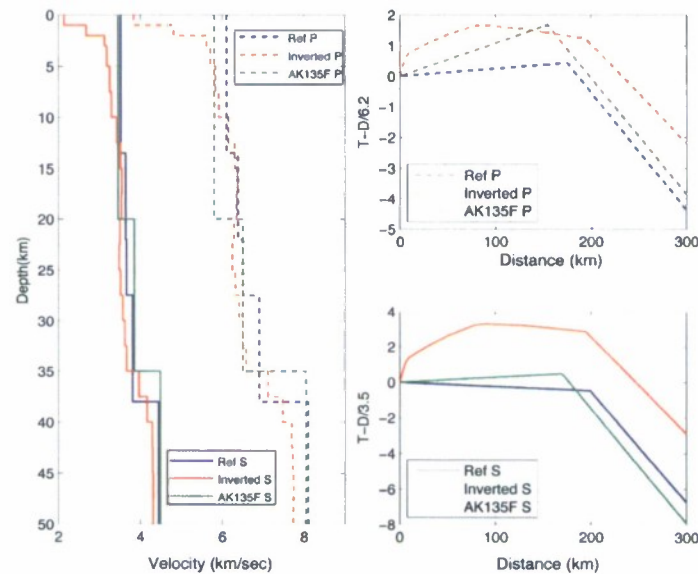 0
5
10
15
20
25
30
35
40
45
50
Depth(km)
2
4
6
8
Velocity (km/sec)
Ref P
Inverted P
AK135F P
Ref S
Inverted S
AK135F S
4
2
0
-1
-2
-3
-4
-5
T-D/6.2
Ref P
Inverted P
AK135F P
0
100
200
300
Distance (km)
4
2
0
-2
-4
-6
-8
T-D/3.5
Ref S
Inverted S
AK135F S
0
100
200
300
Distance (km)